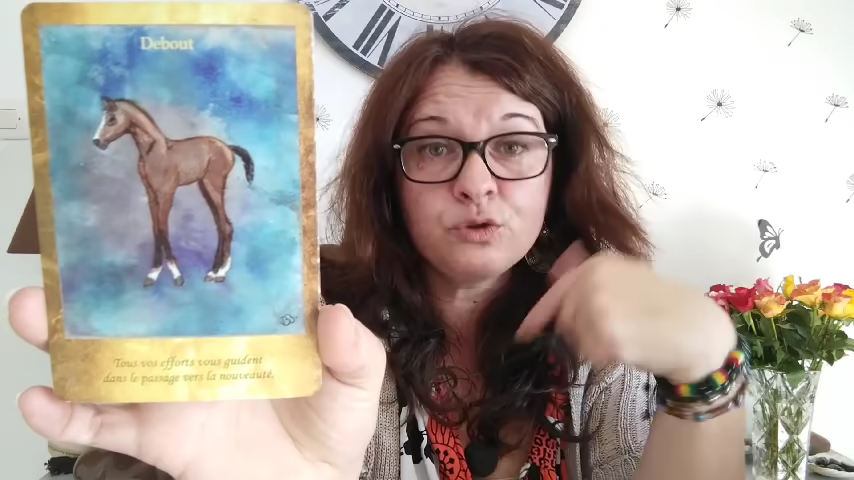 Debout
Tous vos efforts vous guident
dans le passage vers la nouveauté.